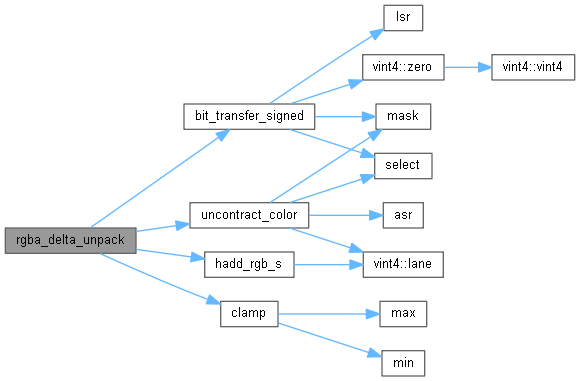 lsr
vint4::zero
vint4::vint4
bit_transfer_signed
mask
select
uncontract_color
asr
rgba_delta_unpack
hadd_rgb_s
vint4::lane
clamp
max
min